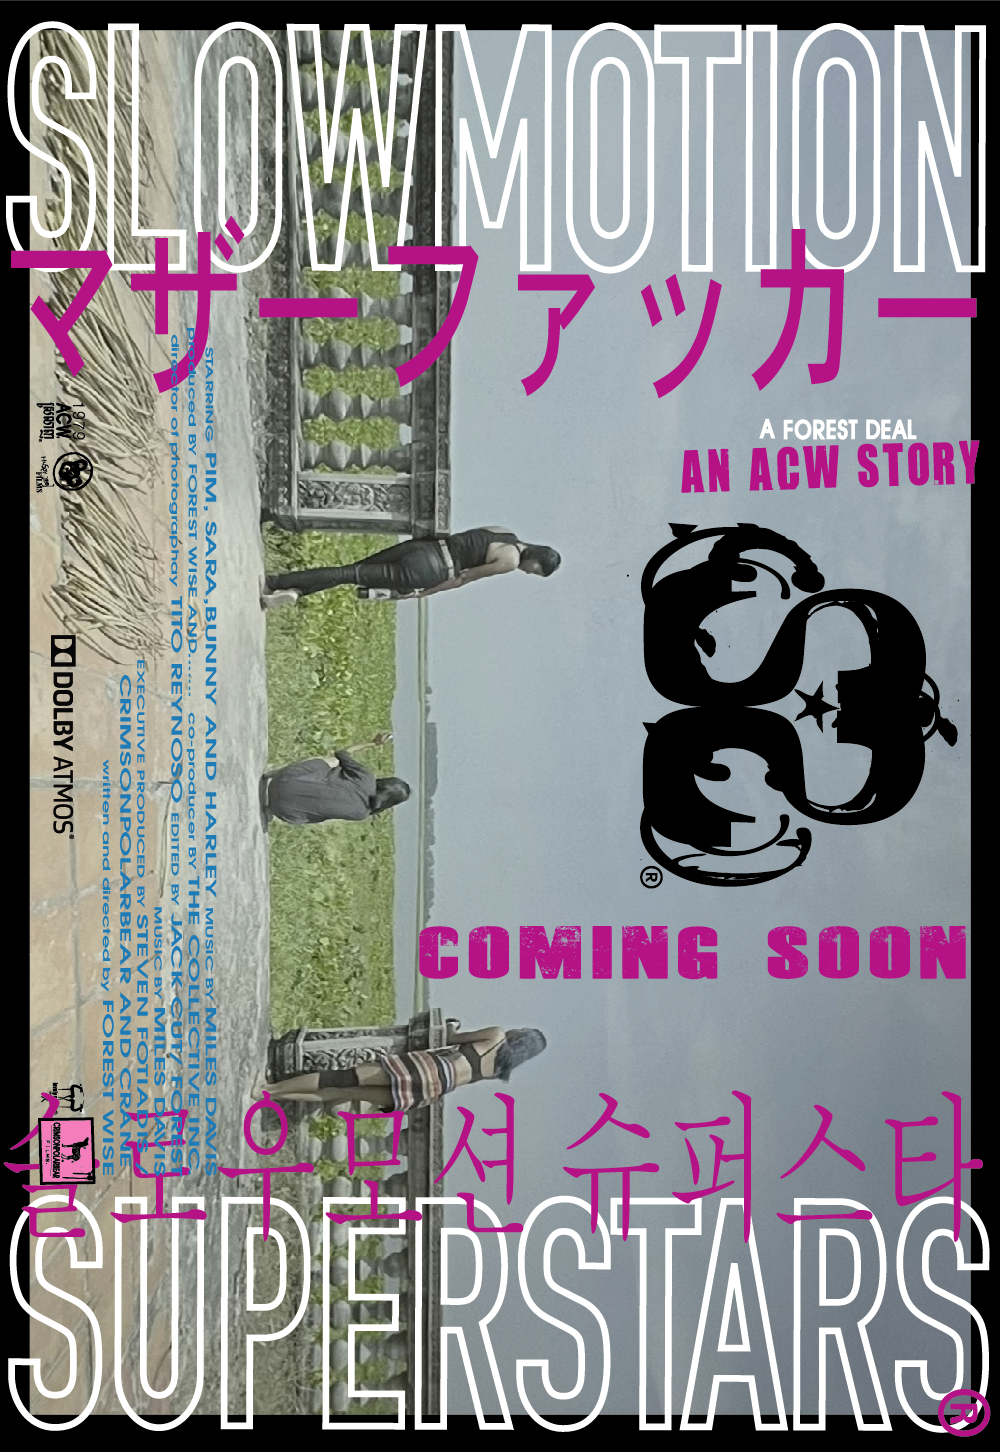 SLOWMOTION
マザーファッカー
A FOREST DEAL
AN ACW STORY
®
COMING SOON
STARRING PIM, SARA, BUNNY AND HARLEY MUSIC BY MILES DAVIS
produced BY FOREST WISE AND...... co-producer BY THE COLLECTIVE INC.
director of photographay TITO REYNOSO EDITED BY JACK CUT7 FOREST
MUSIC BY MILES DAVIS
EXECUTIVE PRODUCED BY STEVEN FOTIADIS /
CRIMSONPOLARBEAR AND CRANE
written and directed by FOREST WISE
1979
ACW
DOLBY ATMOS®
CRIMSONPOLARBEAR
FILMS
슬로우모션슈퍼스타
SUPERSTARS
®